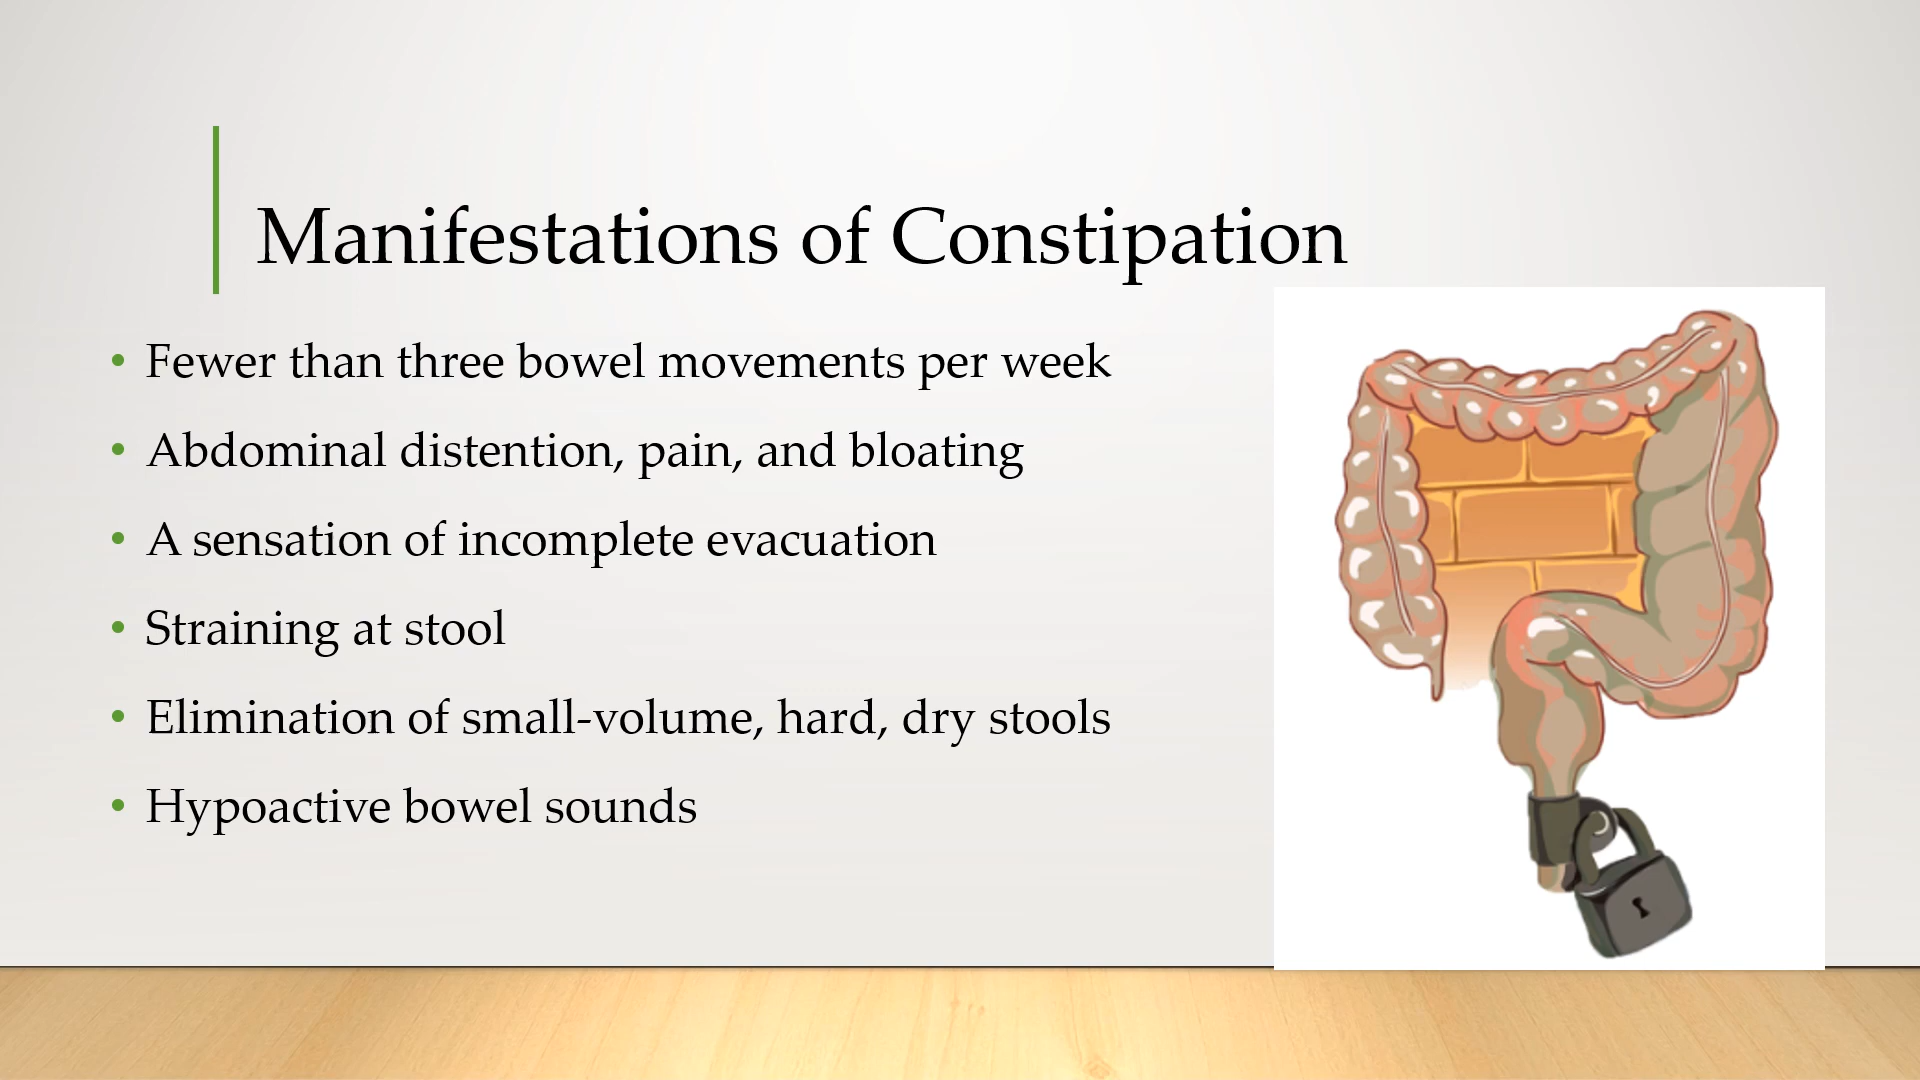 Manifestations of Constipation
• Fewer than three bowel movements per week
• Abdominal distention, pain, and bloating
• A sensation of incomplete evacuation
• Straining at stool
• Elimination of small-volume, hard, dry stools
• Hypoactive bowel sounds